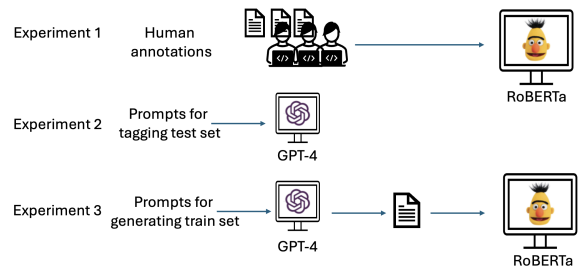 Experiment 1
Human
annotations
RoBERTa
Experiment 2
Prompts for
tagging test set
GPT-4
Experiment 3
Prompts for
generating train set
GPT-4
RoBERTa